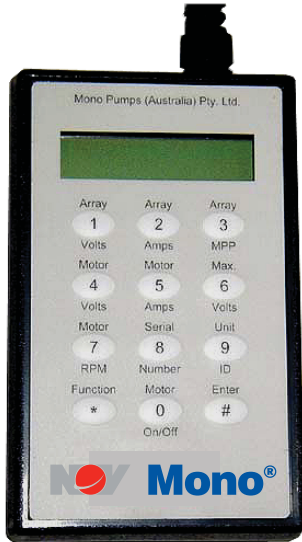 Mono Pumps (Australia) Pty. Ltd.
Array Array Array
1 2 3
Volts Amps MPP
Motor Motor Max.
4 5 6
Volts Amps Volts
Motor Serial Unit
7 8 9
RPM Number ID
Function Motor Enter
* 0 #
On/Off
NOV Mono®